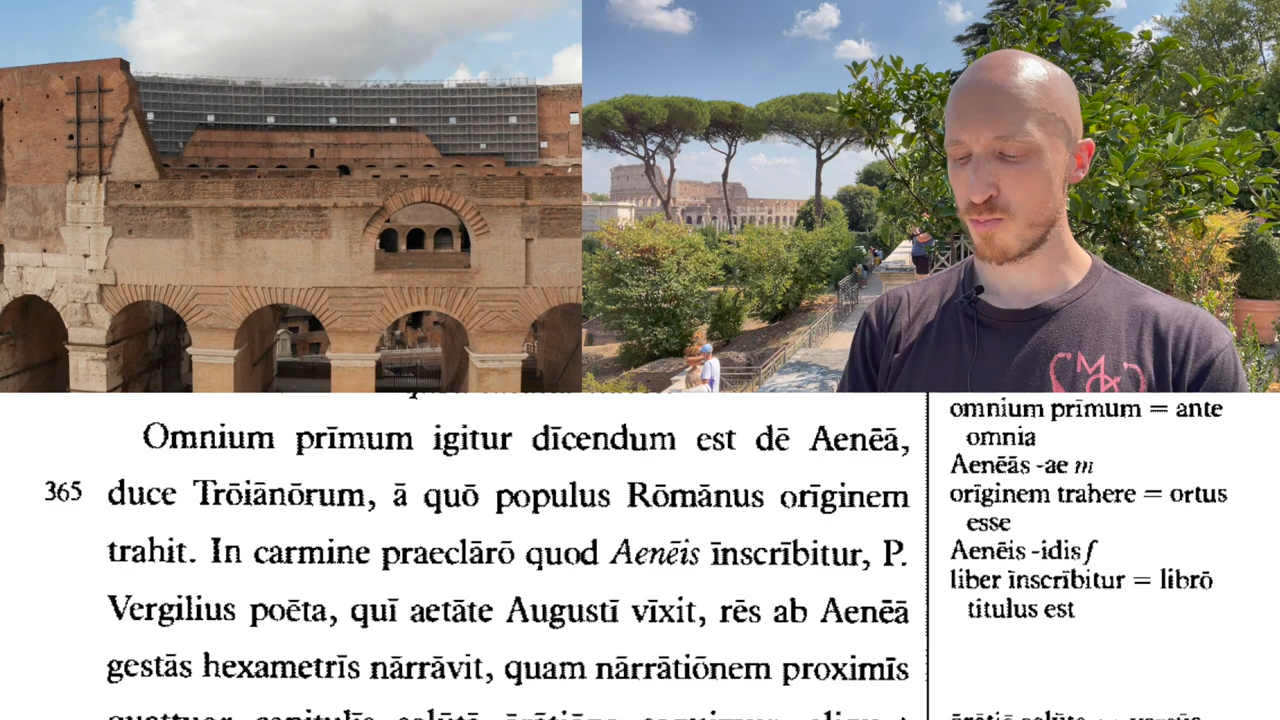 Omnium prīmum igitur dīcendum est dē Aenēā,
365 duce Trōiānōrum, ā quō populus Rōmānus orīginem
trahit. In carmine praeclārō quod Aenēis īnscrībitur, P.
Vergilius poēta, quī aetāte Augustī vīxit, rēs ab Aenēā
gestās hexametrīs nārrāvit, quam nārrātiōnem proximīs
omnium prīmum = ante
omnia
Aenēās -ae m
orīginem trahere = ortus
esse
Aenēis -idis f
liber īnscrībitur = librō
titulus est